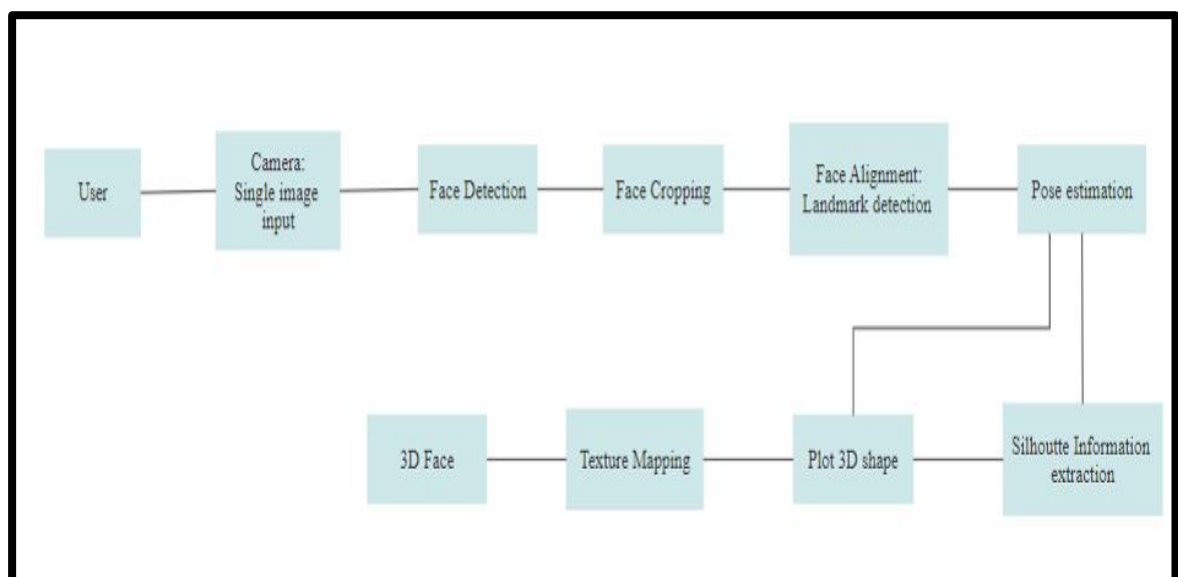 User
Camera:
Single image
input
Face Detection
Face Cropping
Face Alignment:
Landmark detection
Pose estimation
3D Face
Texture Mapping
Plot 3D shape
Silhoutte Information
extraction